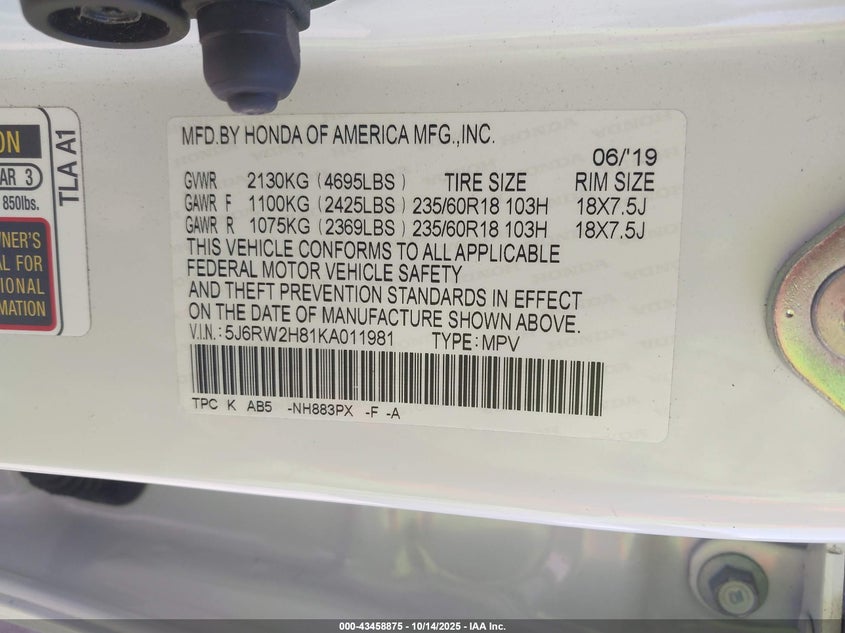 ON
AR 3
850lbs.
TLA A1
WNER'S
AL FOR
IONAL
MATION
MFD.BY HONDA OF AMERICA MFG.,INC.
06/'19
GVWR 2130KG (4695LBS) TIRE SIZE RIM SIZE
GAWR F 1100KG (2425LBS) 235/60R18 103H 18X7.5J
GAWR R 1075KG (2369LBS) 235/60R18 103H 18X7.5J
THIS VEHICLE CONFORMS TO ALL APPLICABLE
FEDERAL MOTOR VEHICLE SAFETY
AND THEFT PREVENTION STANDARDS IN EFFECT
ON THE DATE OF MANUFACTURE SHOWN ABOVE.
V.I.N.: 5J6RW2H81KA011981 TYPE: MPV
TPC K AB5 -NH883PX -F -A
000-43458875 | 10/14/2025 | IAA Inc.